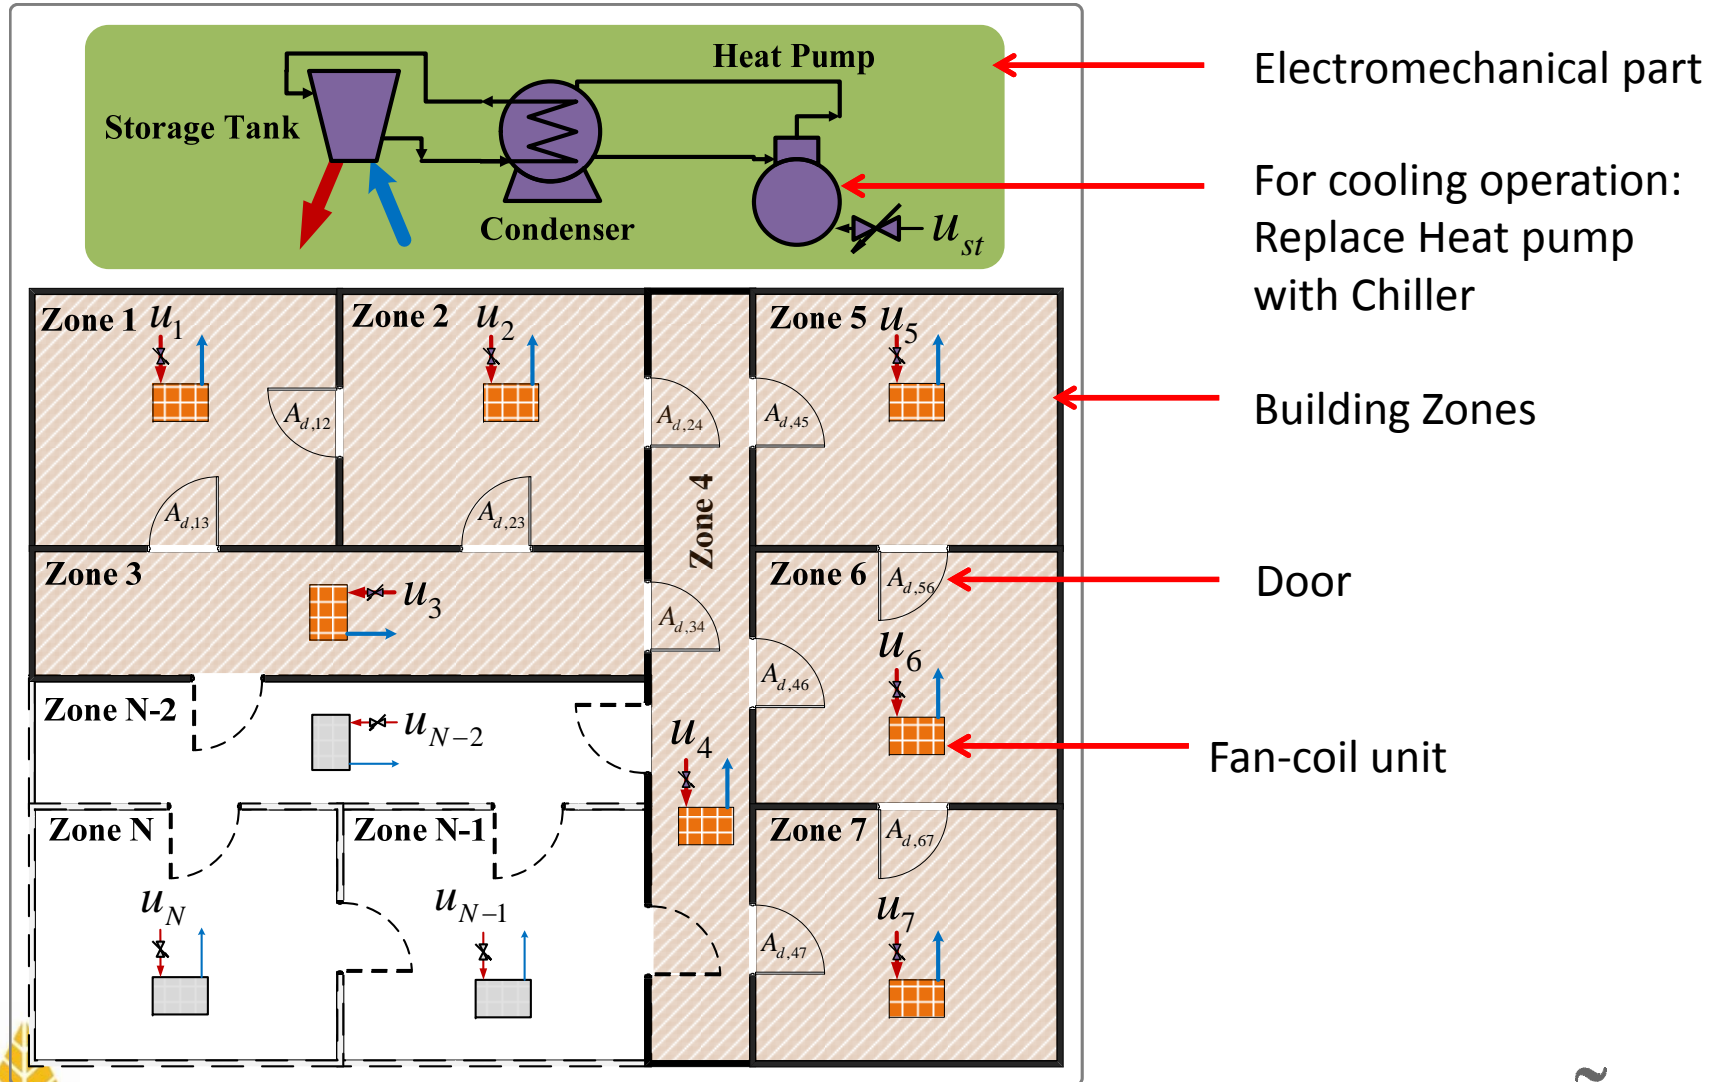 Heat Pump
Storage Tank
Condenser
u_st
Electromechanical part
For cooling operation:
Replace Heat pump
with Chiller
Zone 1 u_1
Zone 2 u_2
Zone 5 u_5
A_d,12
A_d,24
A_d,45
Building Zones
A_d,13
A_d,23
Zone 4
Zone 3
u_3
A_d,34
Zone 6
A_d,56
Door
u_6
A_d,46
Zone N-2
u_N-2
u_4
Fan-coil unit
Zone N
Zone N-1
Zone 7
A_d,67
u_N
u_N-1
u_7
A_d,47
~